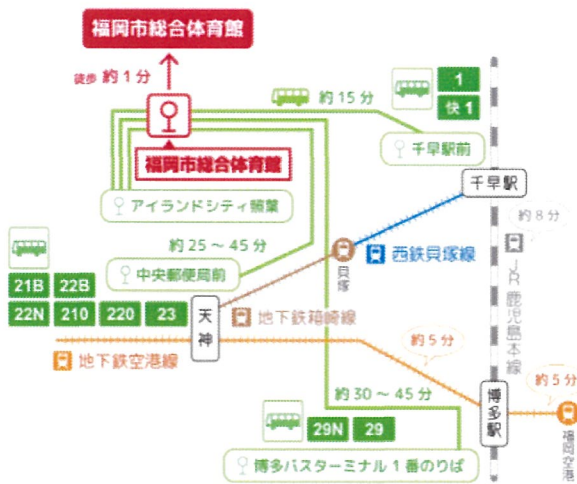 福岡市総合体育館
徒歩 約1分
約15分
1
快1
福岡市総合体育館
千早駅前
千早駅
アイランドシティ照葉
約8分
約25～45分
中央郵便局前
貝塚
西鉄貝塚線
JR鹿児島本線
21B 22B
22N 210 220 23
天神
地下鉄箱崎線
地下鉄空港線
約5分
約30～45分
博多駅
約5分
福岡空港
29N 29
博多バスターミナル1番のりば